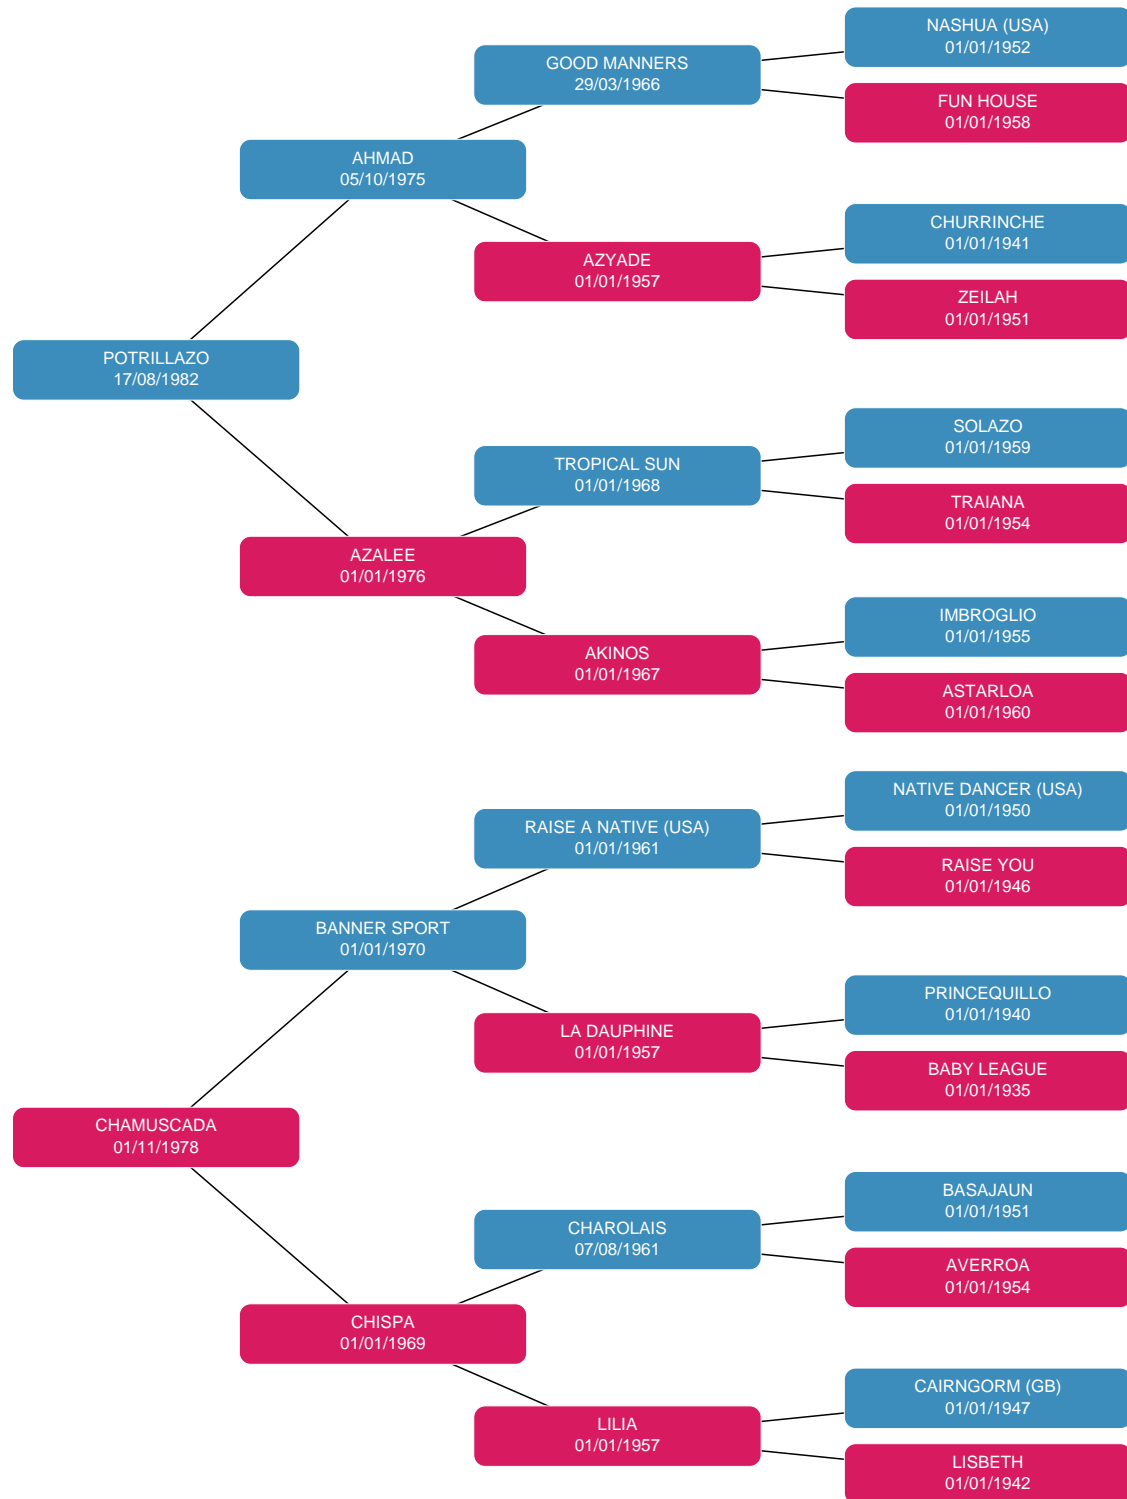 NASHUA (USA)
01/01/1952
GOOD MANNERS
29/03/1966
FUN HOUSE
01/01/1958
AHMAD
05/10/1975
CHURRINCHE
01/01/1941
AZYADE
01/01/1957
ZEILAH
01/01/1951
POTRILLAZO
17/08/1982
SOLAZO
01/01/1959
TROPICAL SUN
01/01/1968
TRAIANA
01/01/1954
AZALEE
01/01/1976
IMBROGLIO
01/01/1955
AKINOS
01/01/1967
ASTARLOA
01/01/1960
NATIVE DANCER (USA)
01/01/1950
RAISE A NATIVE (USA)
01/01/1961
RAISE YOU
01/01/1946
BANNER SPORT
01/01/1970
PRINCEQUILLO
01/01/1940
LA DAUPHINE
01/01/1957
BABY LEAGUE
01/01/1935
CHAMUSCADA
01/11/1978
BASAJAUN
01/01/1951
CHAROLAIS
07/08/1961
AVERROA
01/01/1954
CHISPA
01/01/1969
CAIRNGORM (GB)
01/01/1947
LILIA
01/01/1957
LISBETH
01/01/1942